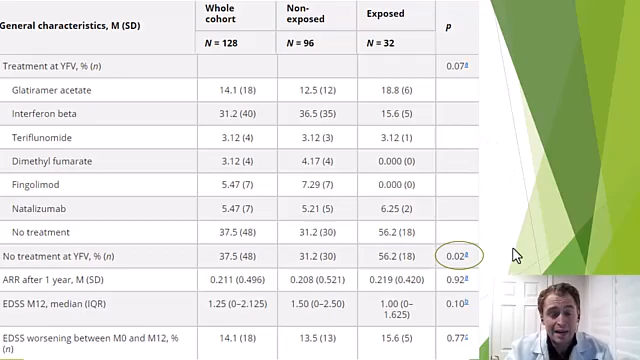 General characteristics, M (SD) Whole cohort Non-exposed Exposed p
N = 128 N = 96 N = 32
Treatment at YFV, % (n) 0.07a
Glatiramer acetate 14.1 (18) 12.5 (12) 18.8 (6)
Interferon beta 31.2 (40) 36.5 (35) 15.6 (5)
Teriflunomide 3.12 (4) 3.12 (3) 3.12 (1)
Dimethyl fumarate 3.12 (4) 4.17 (4) 0.000 (0)
Fingolimod 5.47 (7) 7.29 (7) 0.000 (0)
Natalizumab 5.47 (7) 5.21 (5) 6.25 (2)
No treatment 37.5 (48) 31.2 (30) 56.2 (18)
No treatment at YFV, % (n) 37.5 (48) 31.2 (30) 56.2 (18) 0.02a
ARR after 1 year, M (SD) 0.211 (0.496) 0.208 (0.521) 0.219 (0.420) 0.92a
EDSS M12, median (IQR) 1.25 (0–2.125) 1.50 (0–2.50) 1.00 (0–1.625) 0.10b
EDSS worsening between M0 and M12, % (n) 14.1 (18) 13.5 (13) 15.6 (5) 0.77c